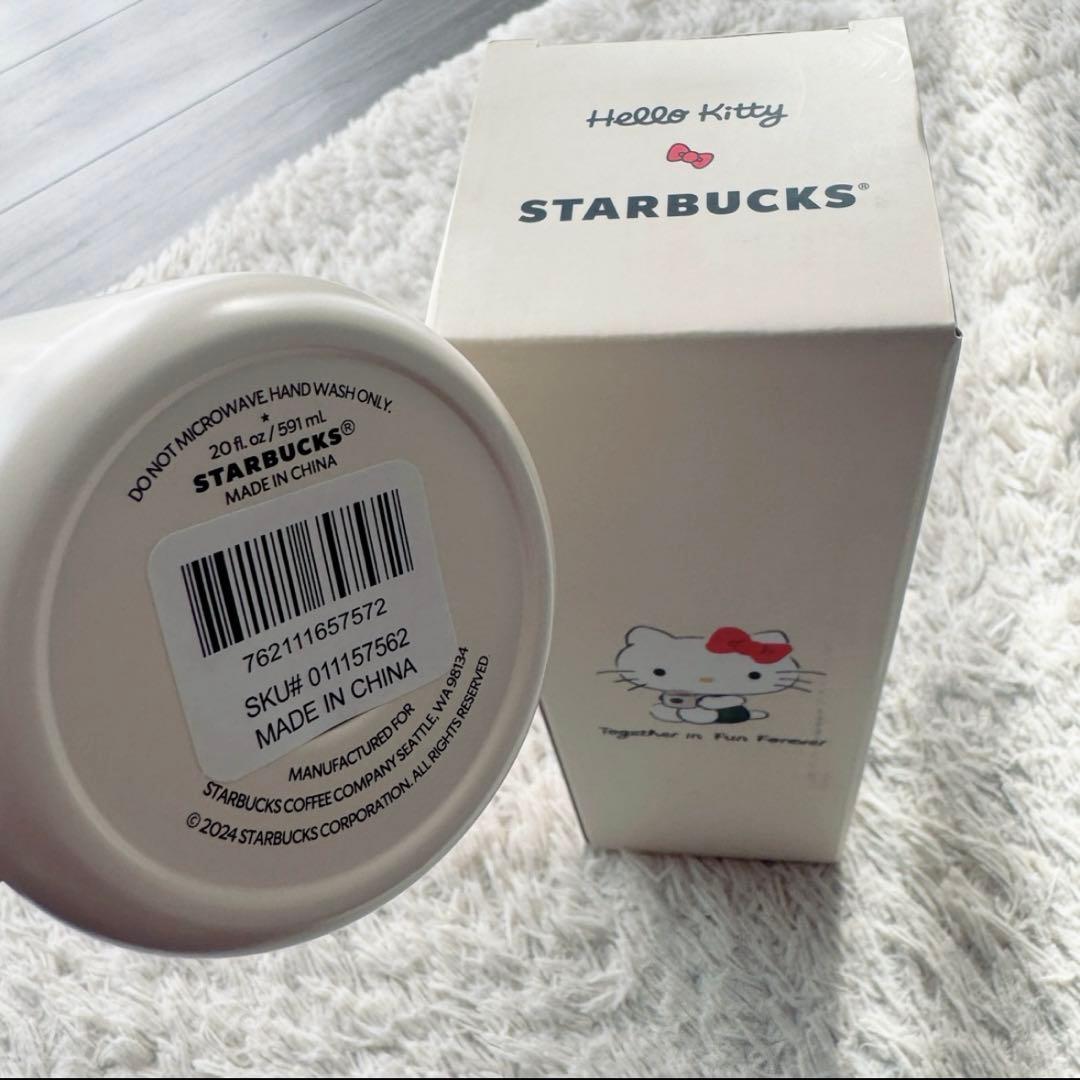 Hello Kitty
STARBUCKS®
DO NOT MICROWAVE. HAND WASH ONLY.
20 fl. oz / 591 mL
STARBUCKS®
MADE IN CHINA
762111657572
SKU# 011157562
MADE IN CHINA
MANUFACTURED FOR
STARBUCKS COFFEE COMPANY SEATTLE, WA 98134
© 2024 STARBUCKS CORPORATION. ALL RIGHTS RESERVED
Together in Fun Forever